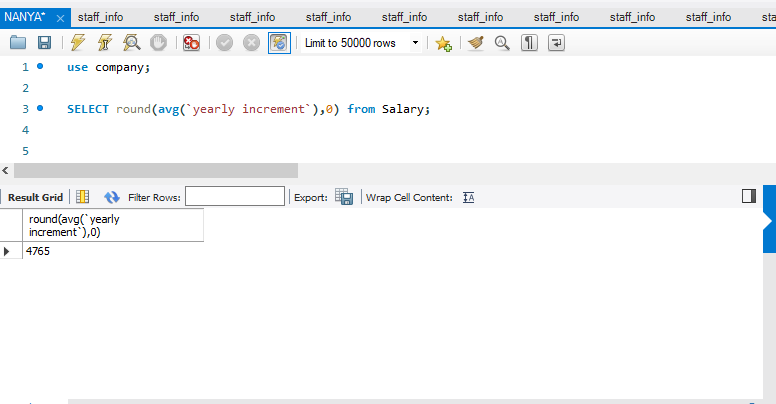 NANYA* × staff_info staff_info staff_info staff_info staff_info staff_info staff_info staff_info staff_info
Limit to 50000 rows
1 use company;
2
3 SELECT round(avg(`yearly increment`),0) from Salary;
4
5
Result Grid Filter Rows: Export: Wrap Cell Content: IA
round(avg(`yearly
increment`),0)
4765